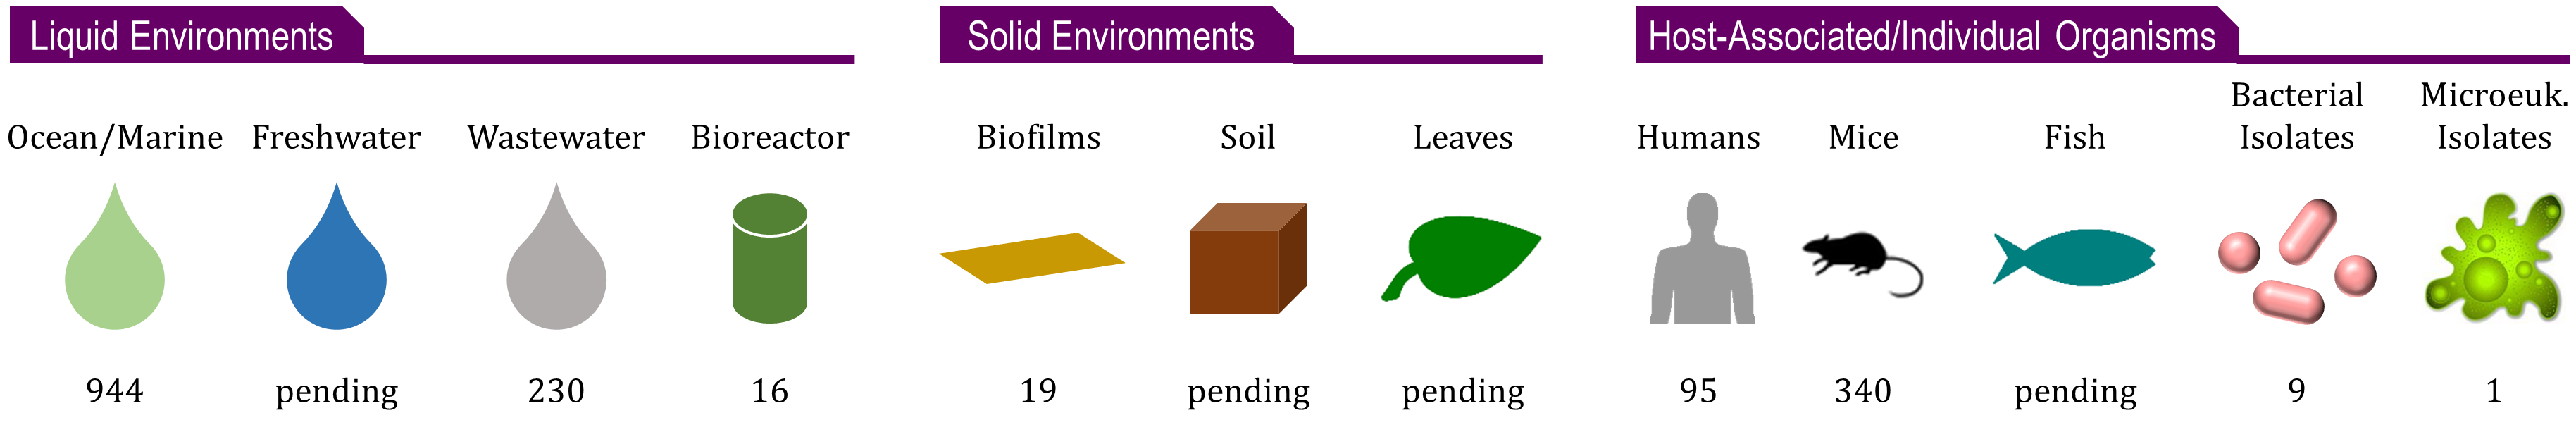 Liquid Environments
Solid Environments
Host-Associated/Individual Organisms
Ocean/Marine
Freshwater
Wastewater
Bioreactor
Biofilms
Soil
Leaves
Humans
Mice
Fish
Bacterial
Isolates
Microeuk.
Isolates
944
pending
230
16
19
pending
pending
95
340
pending
9
1